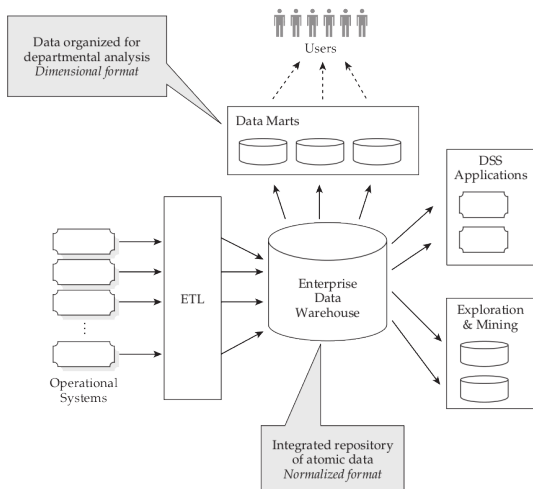 Users
Data organized for
departmental analysis
Dimensional format
Data Marts
DSS
Applications
ETL
Enterprise
Data
Warehouse
Exploration
& Mining
Operational
Systems
Integrated repository
of atomic data
Normalized format